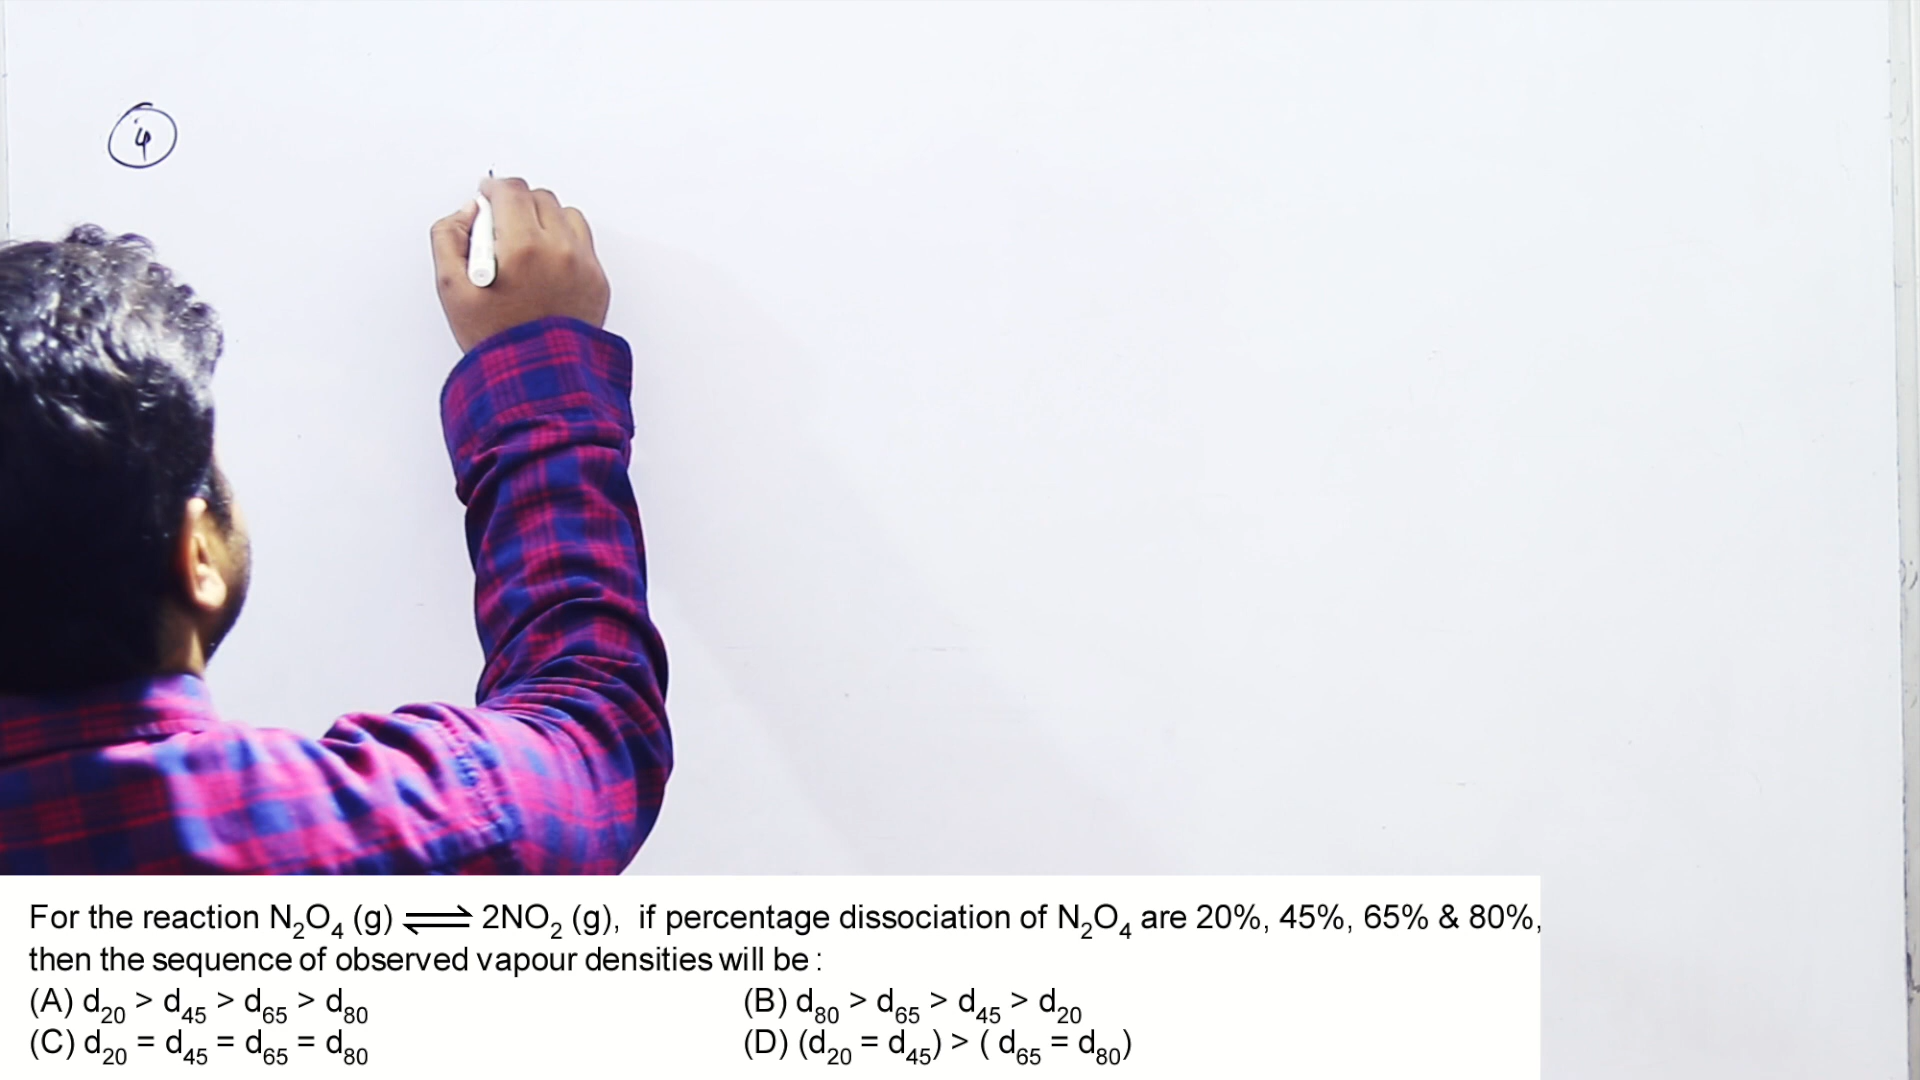 4
For the reaction N₂O₄ (g) ⇌ 2NO₂ (g), if percentage dissociation of N₂O₄ are 20%, 45%, 65% & 80%,
then the sequence of observed vapour densities will be :
(A) d₂₀ > d₄₅ > d₆₅ > d₈₀ (B) d₈₀ > d₆₅ > d₄₅ > d₂₀
(C) d₂₀ = d₄₅ = d₆₅ = d₈₀ (D) (d₂₀ = d₄₅) > ( d₆₅ = d₈₀)